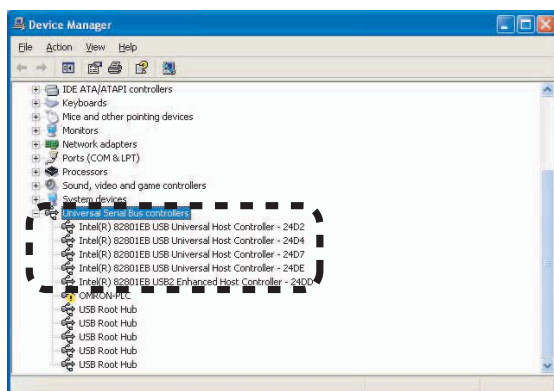 Device Manager
File Action View Help
IDE ATA/ATAPI controllers
Keyboards
Mice and other pointing devices
Monitors
Network adapters
Ports (COM & LPT)
Processors
Sound, video and game controllers
System devices
Universal Serial Bus controllers
Intel(R) 82801EB USB Universal Host Controller - 24D2
Intel(R) 82801EB USB Universal Host Controller - 24D4
Intel(R) 82801EB USB Universal Host Controller - 24D7
Intel(R) 82801EB USB Universal Host Controller - 24DE
Intel(R) 82801EB USB2 Enhanced Host Controller - 24DD
OMRON-PLC
USB Root Hub
USB Root Hub
USB Root Hub
USB Root Hub
USB Root Hub